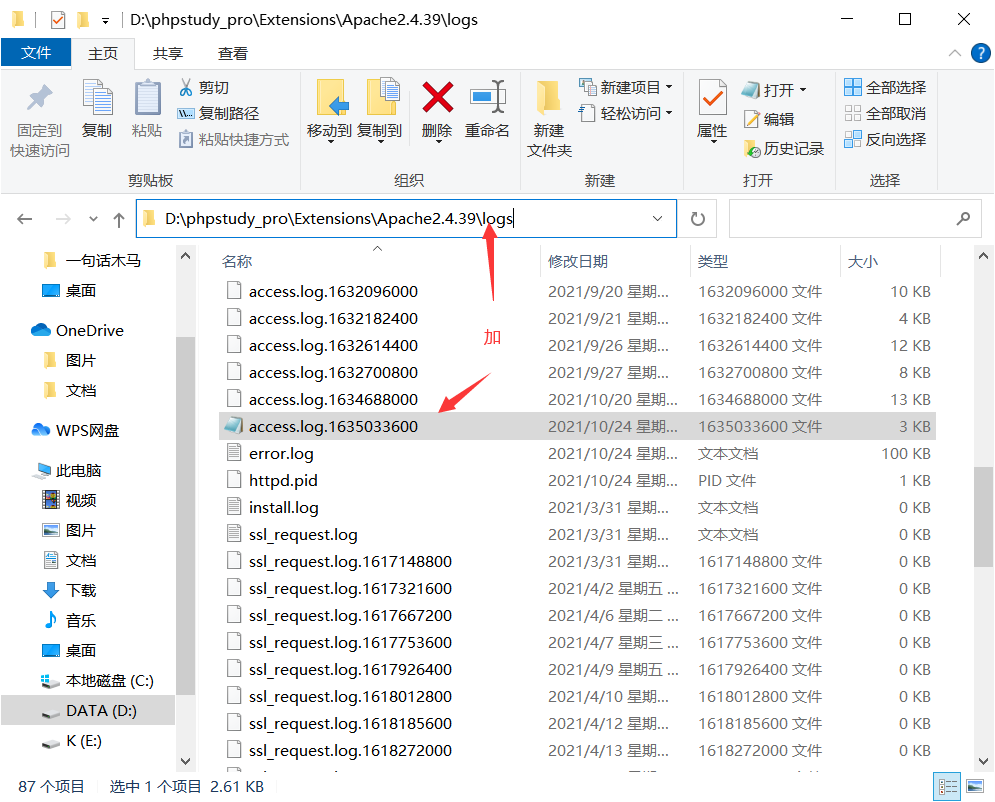 D:\phpstudy_pro\Extensions\Apache2.4.39\logs
文件 主页 共享 查看
固定到快速访问
复制
粘贴
剪切
复制路径
粘贴快捷方式
剪贴板
移动到 复制到 删除 重命名
组织
新建文件夹
新建项目
轻松访问
新建
属性
打开
编辑
历史记录
打开
全部选择
全部取消
反向选择
选择
D:\phpstudy_pro\Extensions\Apache2.4.39\logs
一句话木马
桌面
OneDrive
图片
文档
WPS网盘
此电脑
视频
图片
文档
下载
音乐
桌面
本地磁盘 (C:)
DATA (D:)
K (E:)
名称 修改日期 类型 大小
access.log.1632096000 2021/9/20 星期... 1632096000 文件 10 KB
access.log.1632182400 2021/9/21 星期... 1632182400 文件 4 KB
access.log.1632614400 2021/9/26 星期... 1632614400 文件 12 KB
加
access.log.1632700800 2021/9/27 星期... 1632700800 文件 8 KB
access.log.1634688000 2021/10/20 星期... 1634688000 文件 13 KB
access.log.1635033600 2021/10/24 星期... 1635033600 文件 3 KB
error.log 2021/10/24 星期... 文本文档 100 KB
httpd.pid 2021/10/24 星期... PID 文件 1 KB
install.log 2021/3/31 星期... 文本文档 0 KB
ssl_request.log 2021/3/31 星期... 文本文档 0 KB
ssl_request.log.1617148800 2021/3/31 星期... 1617148800 文件 0 KB
ssl_request.log.1617321600 2021/4/2 星期五 ... 1617321600 文件 0 KB
ssl_request.log.1617667200 2021/4/6 星期二 ... 1617667200 文件 0 KB
ssl_request.log.1617753600 2021/4/7 星期三 ... 1617753600 文件 0 KB
ssl_request.log.1617926400 2021/4/9 星期五 ... 1617926400 文件 0 KB
ssl_request.log.1618012800 2021/4/10 星期... 1618012800 文件 0 KB
ssl_request.log.1618185600 2021/4/12 星期... 1618185600 文件 0 KB
ssl_request.log.1618272000 2021/4/13 星期... 1618272000 文件 0 KB
87 个项目 选中 1 个项目 2.61 KB